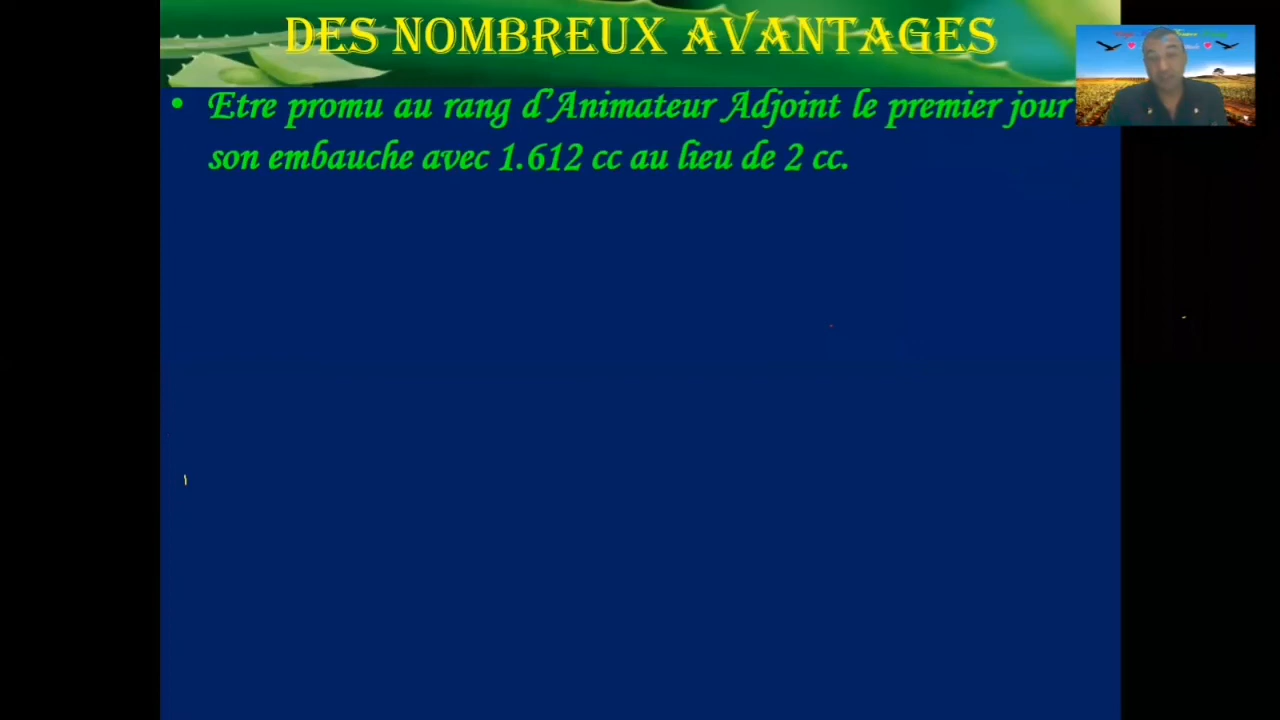 DES NOMBREUX AVANTAGES
• Etre promu au rang d'Animateur Adjoint le premier jour
son embauche avec 1.612 cc au lieu de 2 cc.